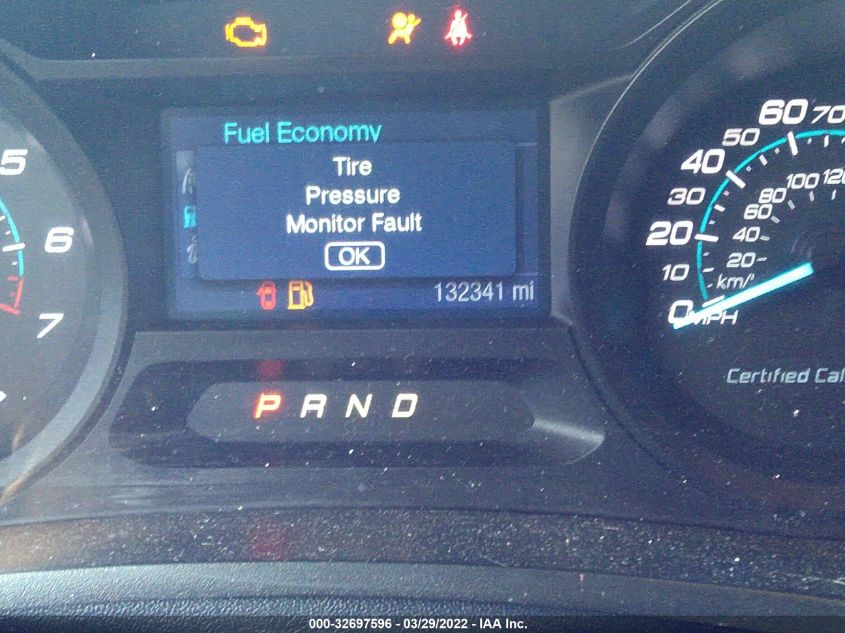 Fuel Economy
Tire
Pressure
Monitor Fault
OK
132341 mi
P R N D
5
6
7
0 10 20 30 40 50 60 70
20 40 60 80 100
km/
MPH
Certified Cal
000-32697596 - 03/29/2022 - IAA Inc.